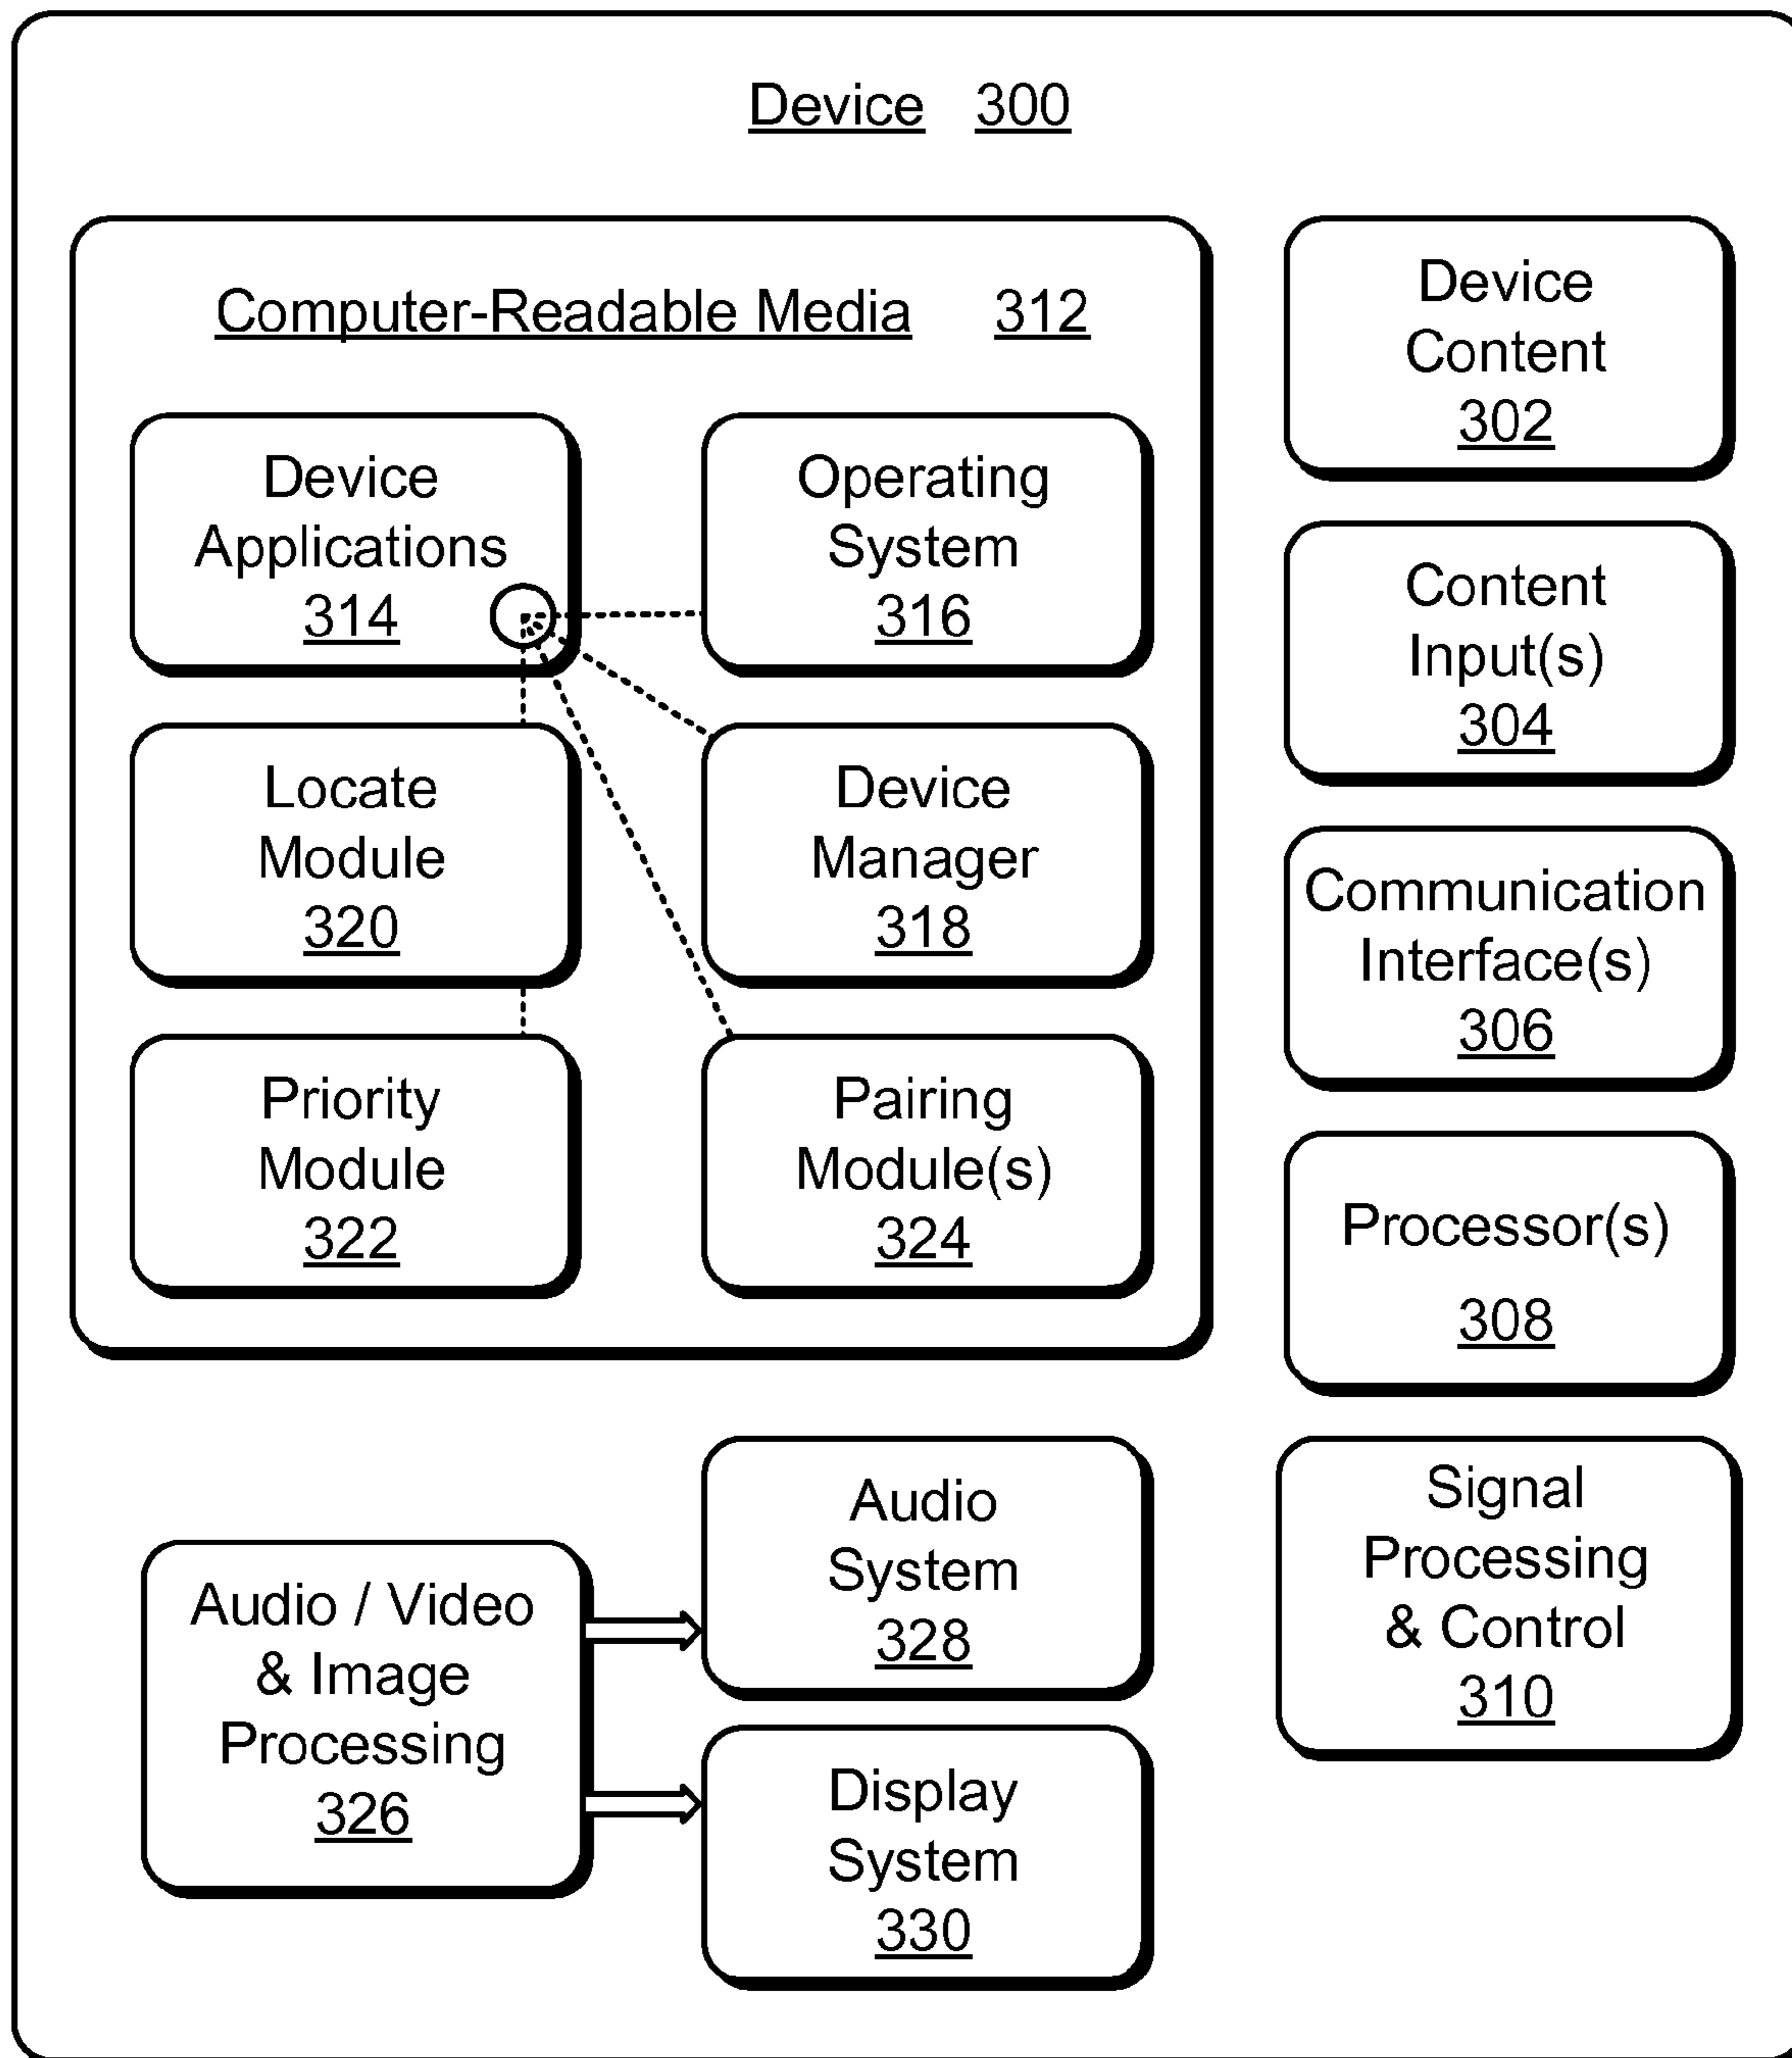 Device 300
Computer-Readable Media 312
Device
Applications
314
Operating
System
316
Locate
Module
320
Device
Manager
318
Priority
Module
322
Pairing
Module(s)
324
Device
Content
302
Content
Input(s)
304
Communication
Interface(s)
306
Processor(s)
308
Signal
Processing
& Control
310
Audio / Video
& Image
Processing
326
Audio
System
328
Display
System
330